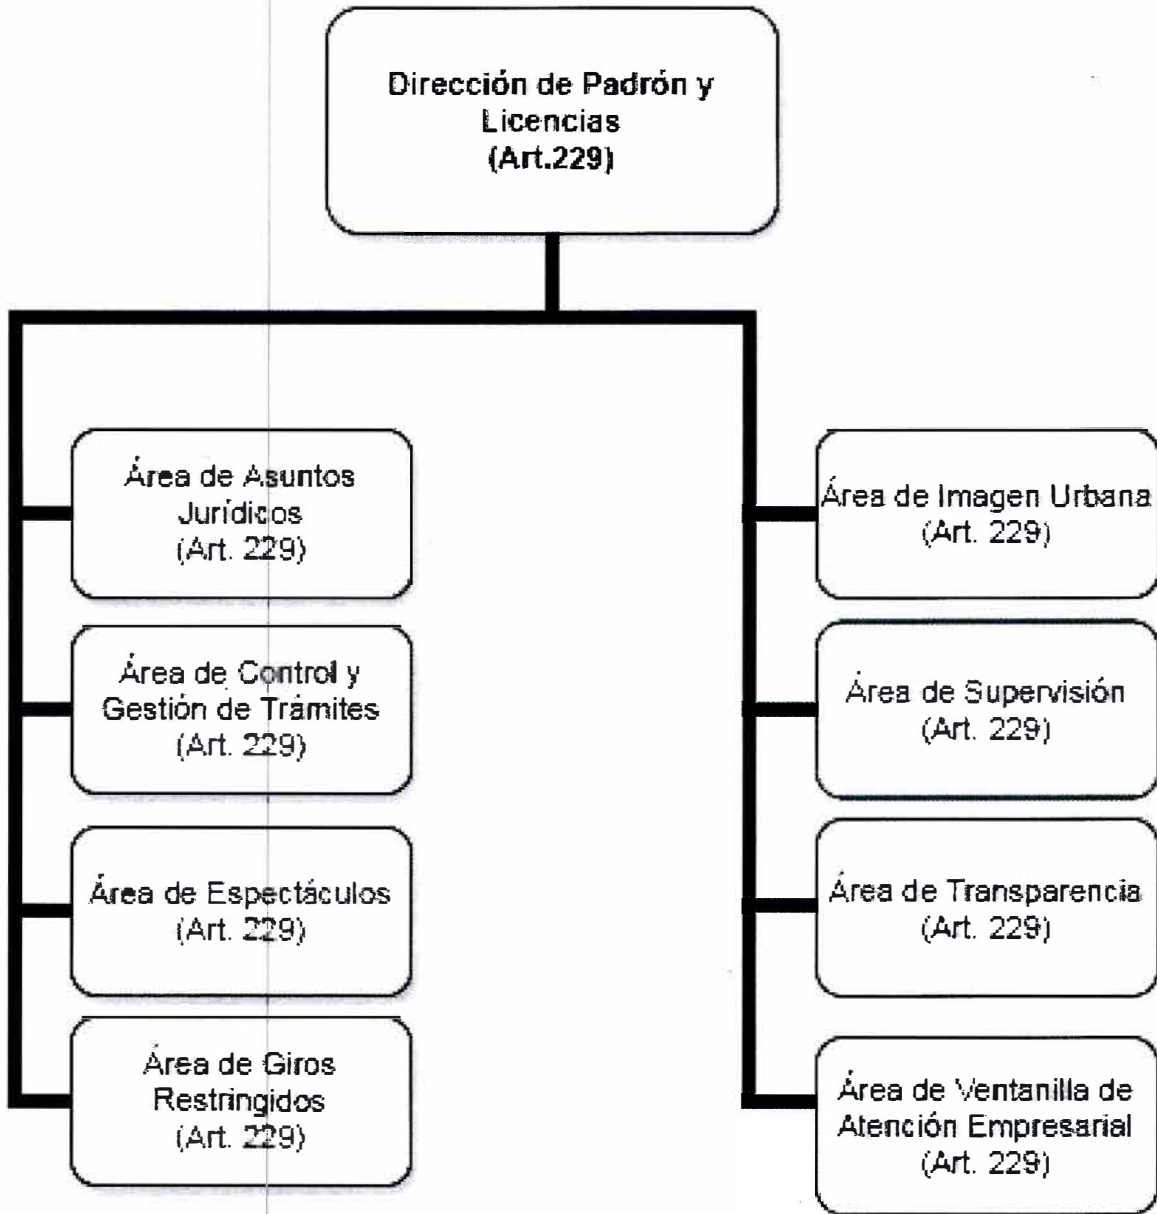 Dirección de Padrón y
Licencias
(Art.229)
Área de Asuntos
Jurídicos
(Art. 229)
Área de Control y
Gestión de Trámites
(Art. 229)
Área de Espectáculos
(Art. 229)
Área de Giros
Restringidos
(Art. 229)
Área de Imagen Urbana
(Art. 229)
Área de Supervisión
(Art. 229)
Área de Transparencia
(Art. 229)
Área de Ventanilla de
Atención Empresarial
(Art. 229)